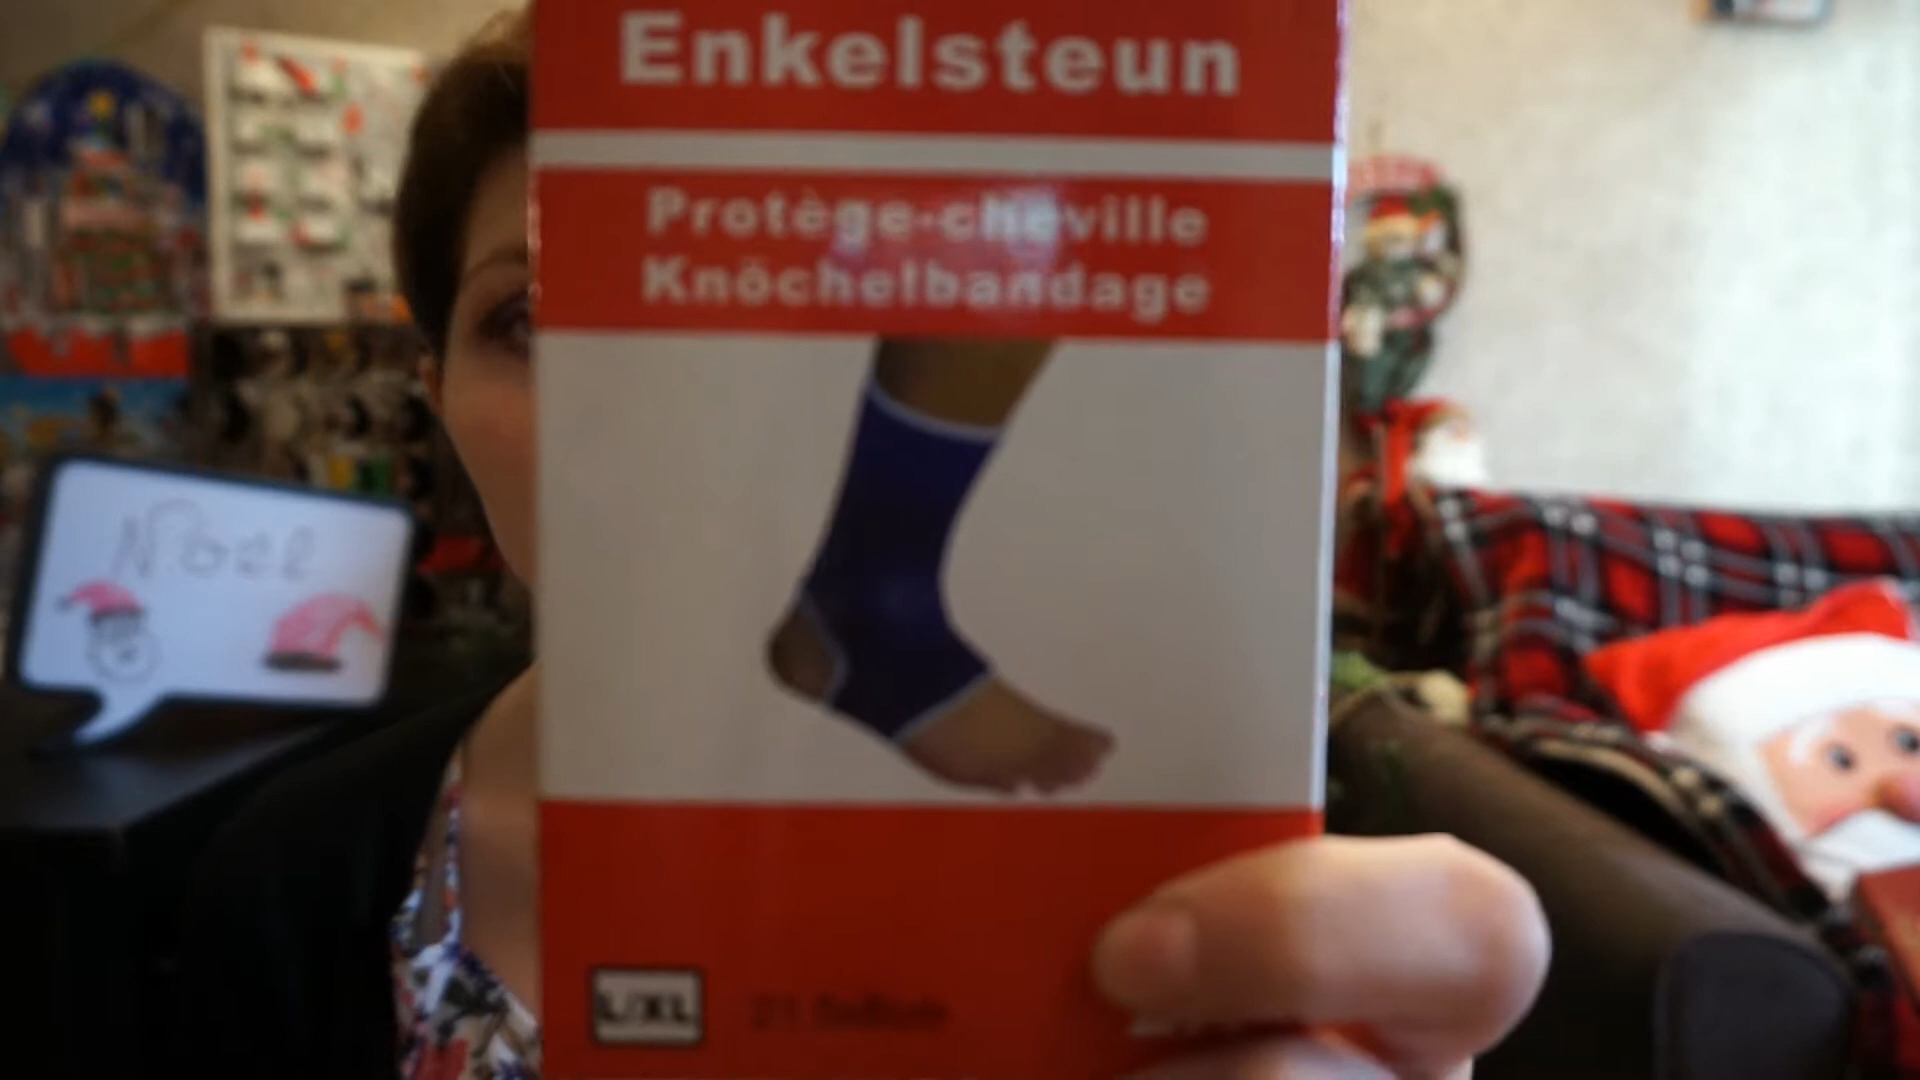 Enkelsteun
Protège-cheville
Knöchelbandage
Noel
L/XL